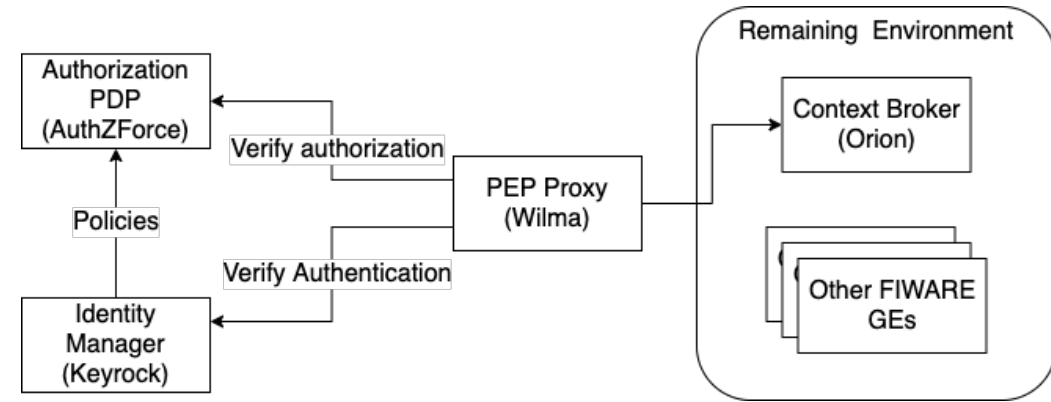 Remaining Environment
Authorization
PDP
(AuthZForce)
Context Broker
(Orion)
Verify authorization
PEP Proxy
(Wilma)
Policies
Verify Authentication
Other FIWARE
GEs
Identity
Manager
(Keyrock)